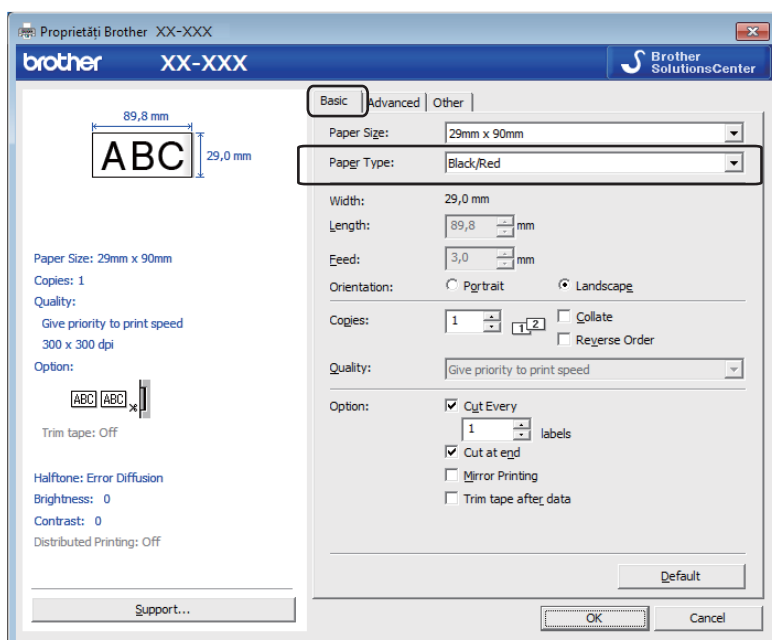 Proprietăți Brother XX-XXX
brother XX-XXX
Brother SolutionsCenter
89,8 mm
ABC
29,0 mm
Paper Size: 29mm x 90mm
Copies: 1
Quality:
Give priority to print speed
300 x 300 dpi
Option:
ABC ABC
Trim tape: Off
Halftone: Error Diffusion
Brightness: 0
Contrast: 0
Distributed Printing: Off
Support...
Basic Advanced Other
Paper Size: 29mm x 90mm
Paper Type: Black/Red
Width: 29,0 mm
Length: 89,8 mm
Feed: 3,0 mm
Orientation: Portrait Landscape
Copies: 1 1 2 Collate
Reverse Order
Quality: Give priority to print speed
Option: Cut Every
1 labels
Cut at end
Mirror Printing
Trim tape after data
Default
OK Cancel